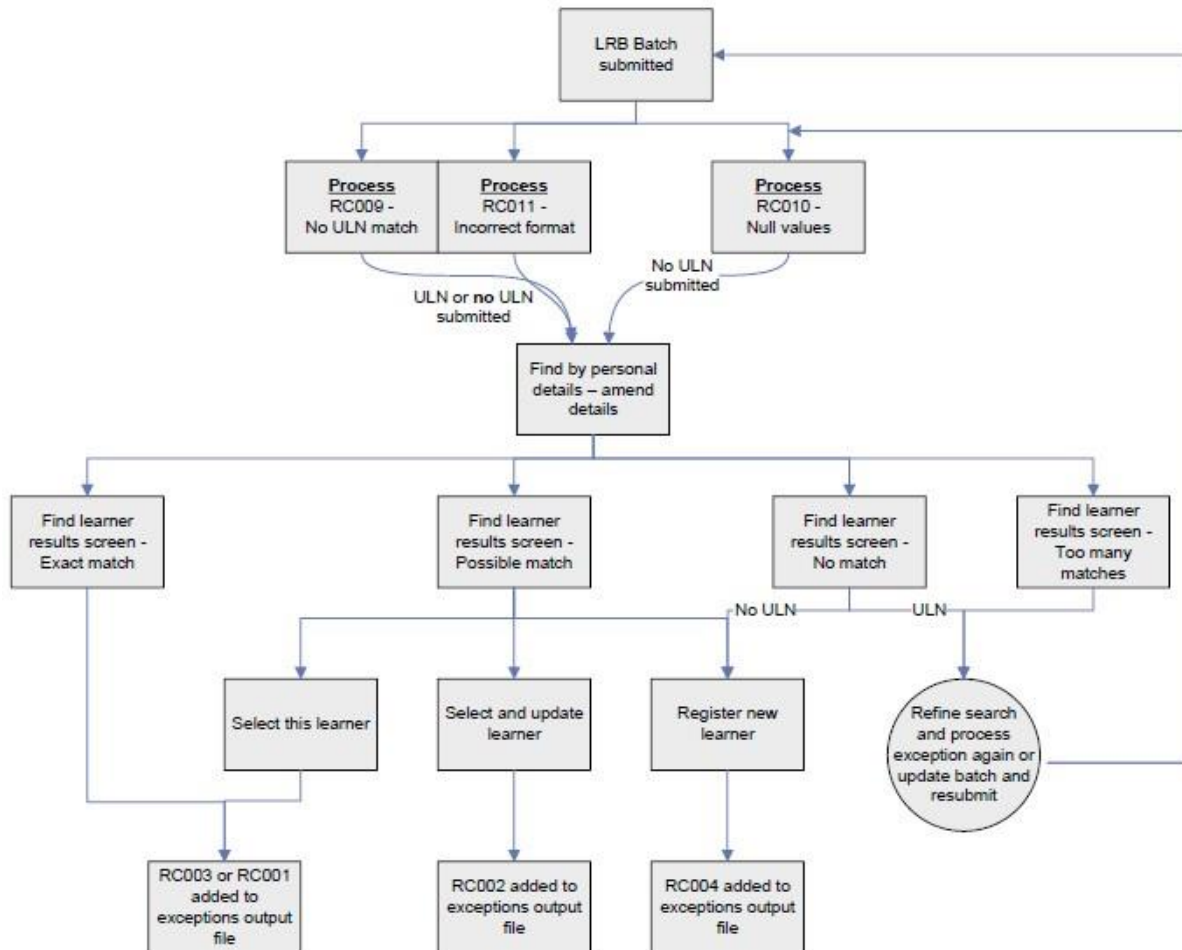 LRB Batch
submitted
Process
RC009 -
No ULN match
Process
RC011 -
Incorrect format
Process
RC010 -
Null values
ULN or no ULN
submitted
No ULN
submitted
Find by personal
details – amend
details
Find learner
results screen -
Exact match
Find learner
results screen -
Possible match
Find learner
results screen -
No match
Find learner
results screen -
Too many
matches
No ULN
ULN
Select this learner
Select and update
learner
Register new
learner
Refine search
and process
exception again or
update batch and
resubmit
RC003 or RC001
added to
exceptions output
file
RC002 added to
exceptions output
file
RC004 added to
exceptions output
file